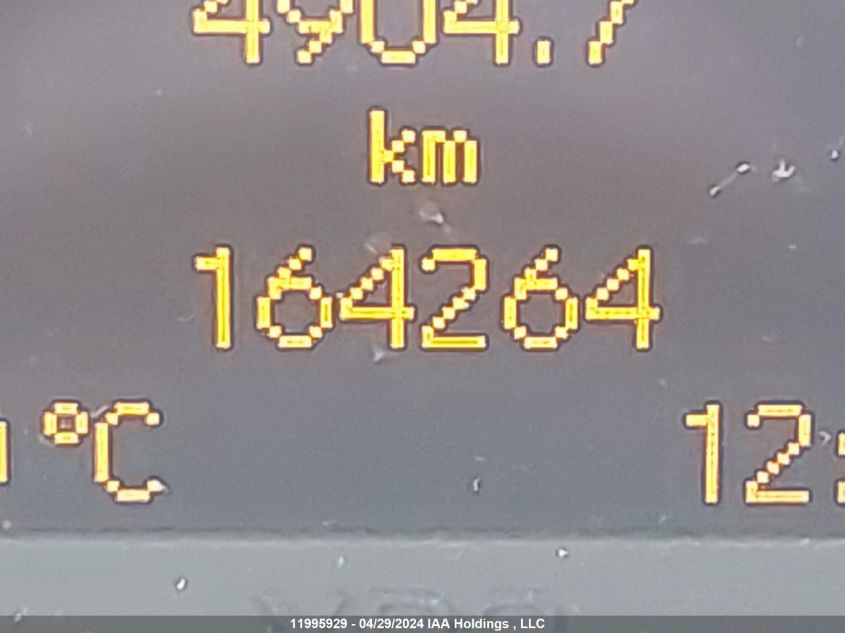 4904.7
km
164264
°C 12:
11995929 - 04/29/2024 IAA Holdings , LLC